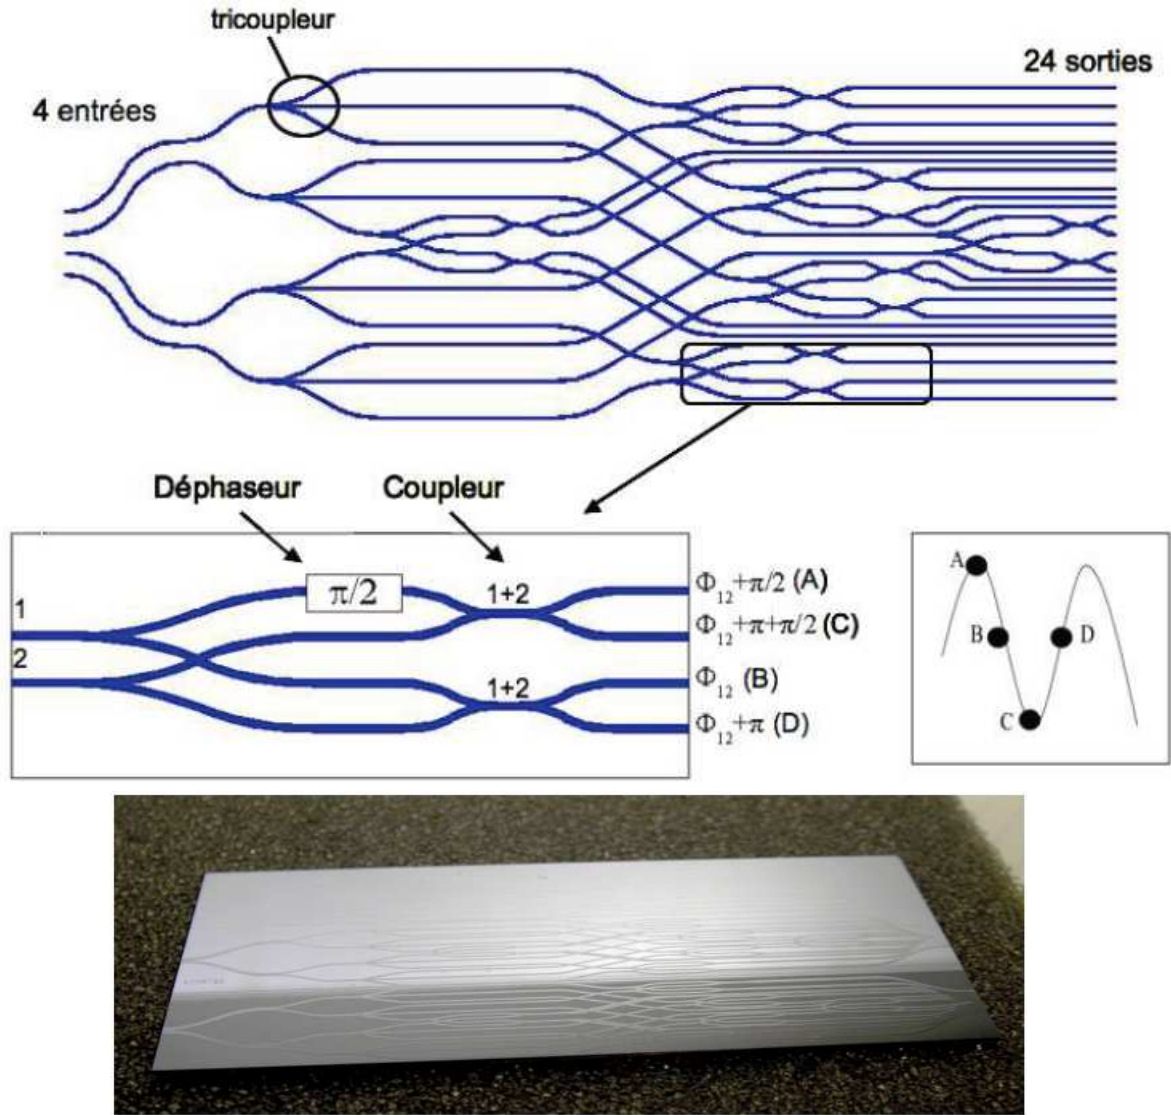 tricoupleur
24 sorties
4 entrées
Déphaseur
Coupleur
1
2
π/2
1+2
1+2
Φ₁₂+π/2 (A)
Φ₁₂+π+π/2 (C)
Φ₁₂ (B)
Φ₁₂+π (D)
A
B
D
C